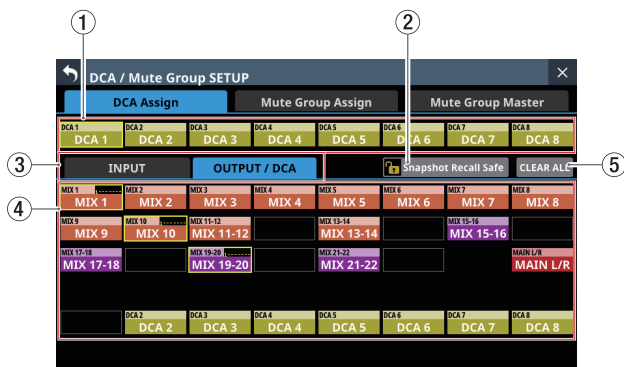 ① ②
DCA / Mute Group SETUP ×
DCA Assign Mute Group Assign Mute Group Master
DCA 1 DCA 2 DCA 3 DCA 4 DCA 5 DCA 6 DCA 7 DCA 8
DCA 1 DCA 2 DCA 3 DCA 4 DCA 5 DCA 6 DCA 7 DCA 8
③ INPUT OUTPUT / DCA Snapshot Recall Safe CLEAR ALL ⑤
MIX 1 MIX 2 MIX 3 MIX 4 MIX 5 MIX 6 MIX 7 MIX 8
④ MIX 1 MIX 2 MIX 3 MIX 4 MIX 5 MIX 6 MIX 7 MIX 8
MIX 9 MIX 10 MIX 11-12 MIX 13-14 MIX 15-16
MIX 9 MIX 10 MIX 11-12 MIX 13-14 MIX 15-16
MIX 17-18 MIX 19-20 MIX 21-22 MAIN L/R
MIX 17-18 MIX 19-20 MIX 21-22 MAIN L/R
DCA 2 DCA 3 DCA 4 DCA 5 DCA 6 DCA 7 DCA 8
DCA 2 DCA 3 DCA 4 DCA 5 DCA 6 DCA 7 DCA 8